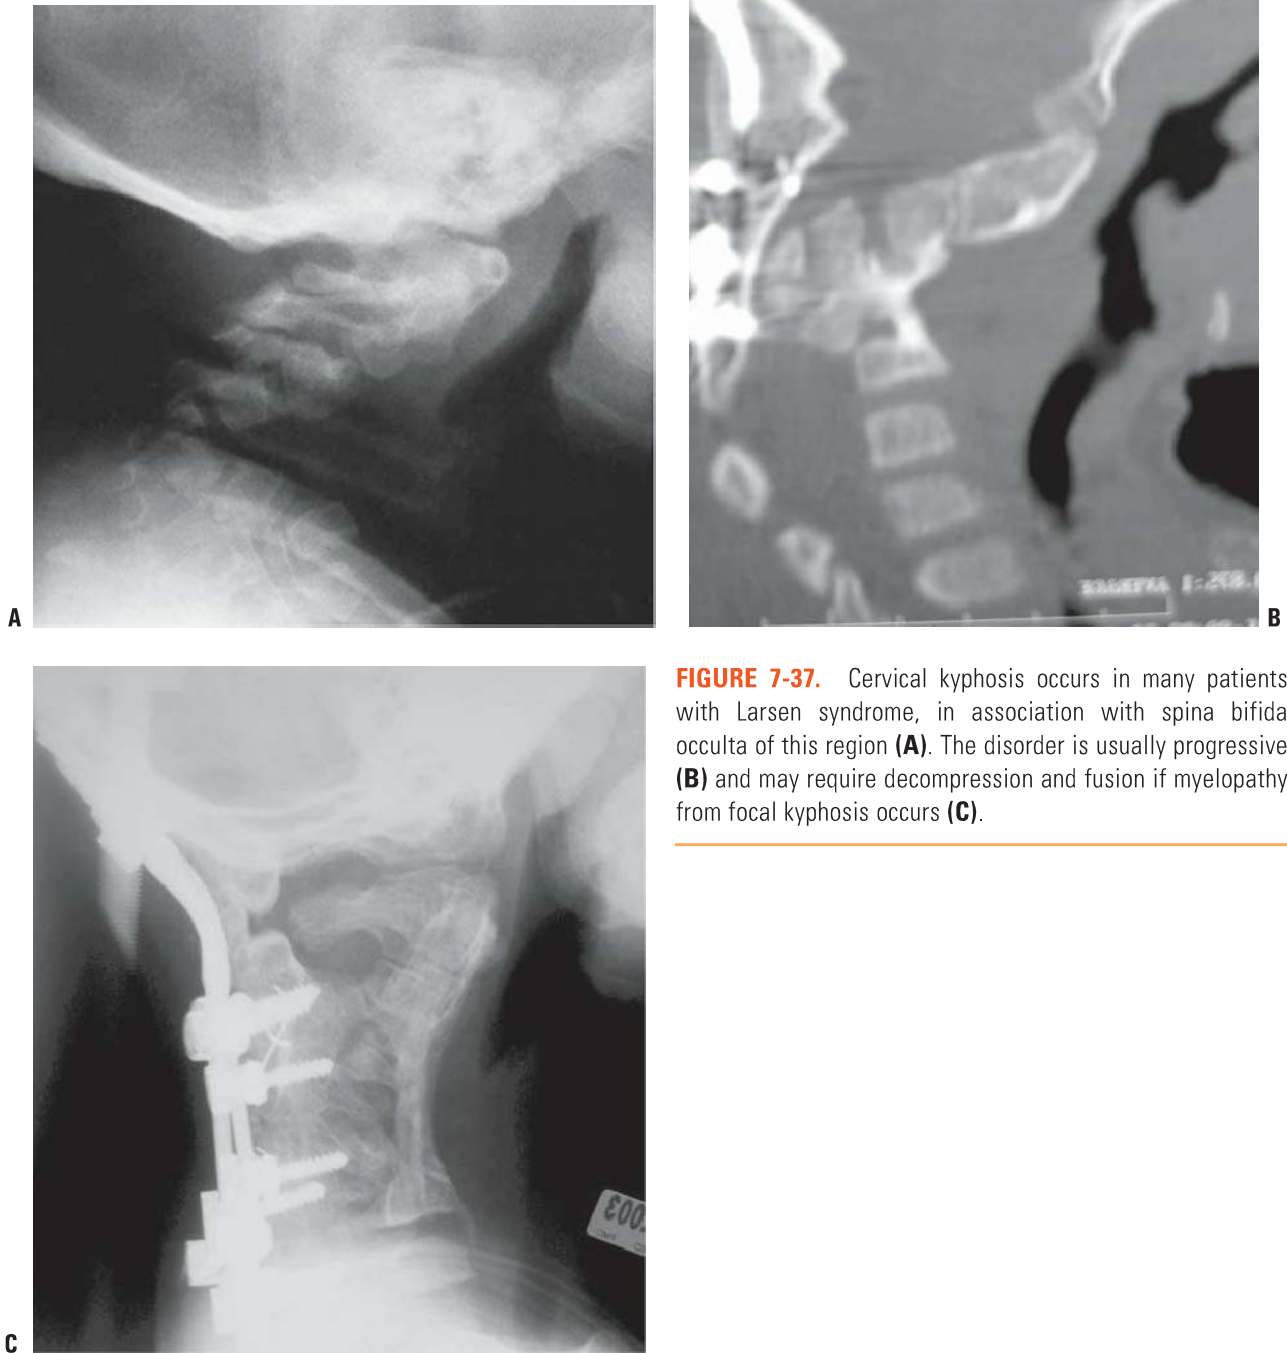 A
B
FIGURE 7-37. Cervical kyphosis occurs in many patients
with Larsen syndrome, in association with spina bifida
occulta of this region (A). The disorder is usually progressive
(B) and may require decompression and fusion if myelopathy
from focal kyphosis occurs (C).
C